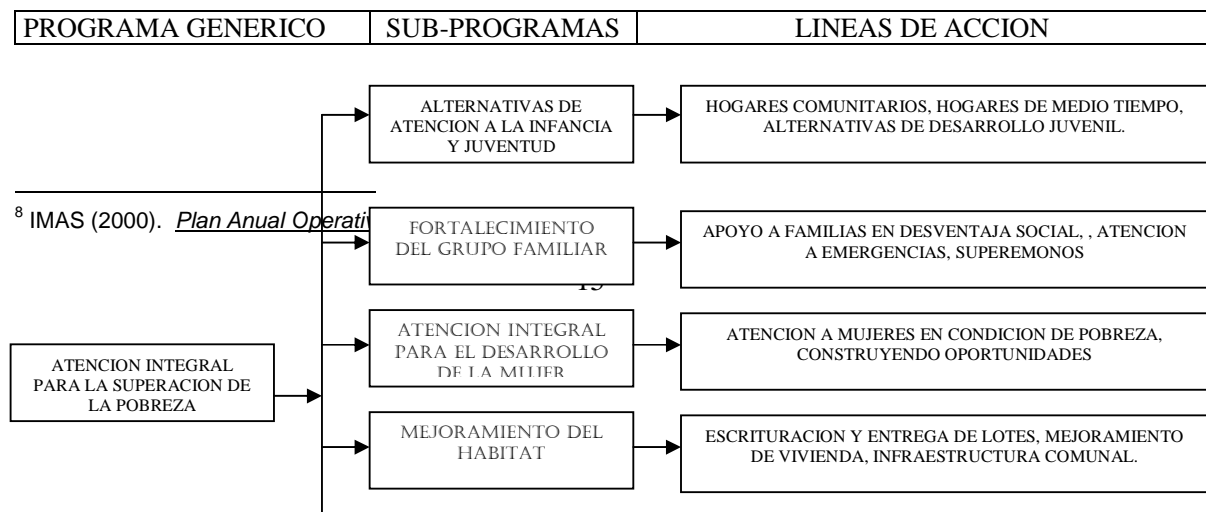 PROGRAMA GENERICO SUB-PROGRAMAS LINEAS DE ACCION
ALTERNATIVAS DE
ATENCION A LA INFANCIA
Y JUVENTUD
HOGARES COMUNITARIOS, HOGARES DE MEDIO TIEMPO,
ALTERNATIVAS DE DESARROLLO JUVENIL.
8 IMAS (2000). Plan Anual
FORTALECIMIENTO
DEL GRUPO FAMILIAR
APOYO A FAMILIAS EN DESVENTAJA SOCIAL, , ATENCION
A EMERGENCIAS, SUPEREMONOS
ATENCION INTEGRAL
PARA EL DESARROLLO
DE LA MUJER
ATENCION A MUJERES EN CONDICION DE POBREZA,
CONSTRUYENDO OPORTUNIDADES
ATENCION INTEGRAL
PARA LA SUPERACION DE
LA POBREZA
MEJORAMIENTO DEL
HABITAT
ESCRITURACION Y ENTREGA DE LOTES, MEJORAMIENTO
DE VIVIENDA, INFRAESTRUCTURA COMUNAL.